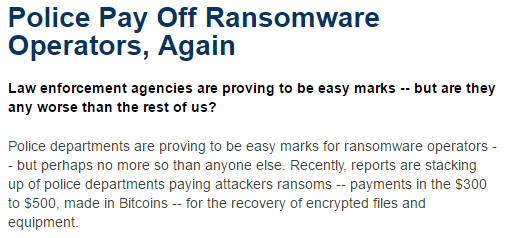 Police Pay Off Ransomware
Operators, Again
Law enforcement agencies are proving to be easy marks -- but are they
any worse than the rest of us?
Police departments are proving to be easy marks for ransomware operators -
- but perhaps no more so than anyone else. Recently, reports are stacking
up of police departments paying attackers ransoms -- payments in the $300
to $500, made in Bitcoins -- for the recovery of encrypted files and
equipment.